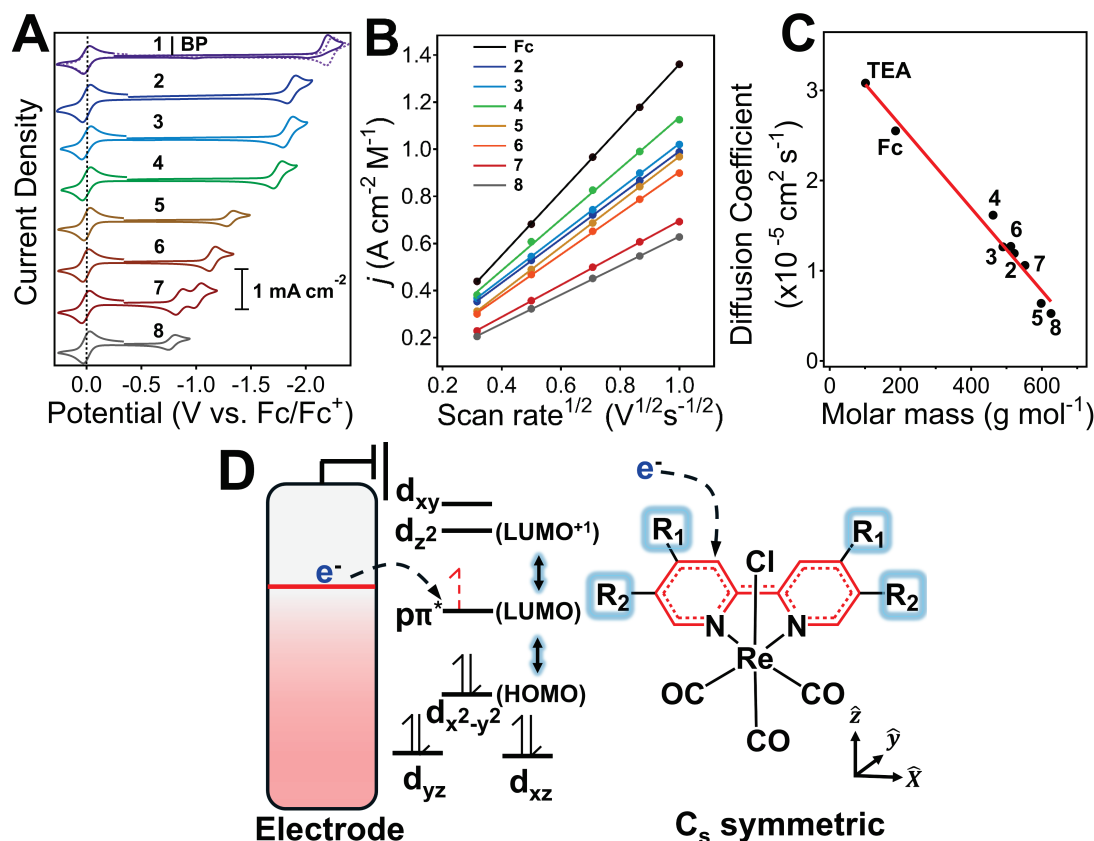 A
1 | BP
2
3
4
5
6
7
8
1 mA cm-2
Current Density
0.0 -0.5 -1.0 -1.5 -2.0
Potential (V vs. Fc/Fc+)
B
Fc
2
3
4
5
6
7
8
1.4
1.2
1.0
0.8
0.6
0.4
0.2
j (A cm-2 M-1)
0.2 0.4 0.6 0.8 1.0
Scan rate1/2 (V1/2s-1/2)
C
TEA
Fc
4
6
3
2
7
5
8
3
2
1
0
Diffusion Coefficient
(x10-5 cm2 s-1)
0 200 400 600
Molar mass (g mol-1)
D
dxy
dz2 (LUMO+1)
e-
pπ* (LUMO)
(HOMO)
dx2-y2
dyz dxz
Electrode
e-
R1 Cl R1
R2 R2
N N
Re
OC CO
CO
ẑ
ŷ
X̂
Cs symmetric